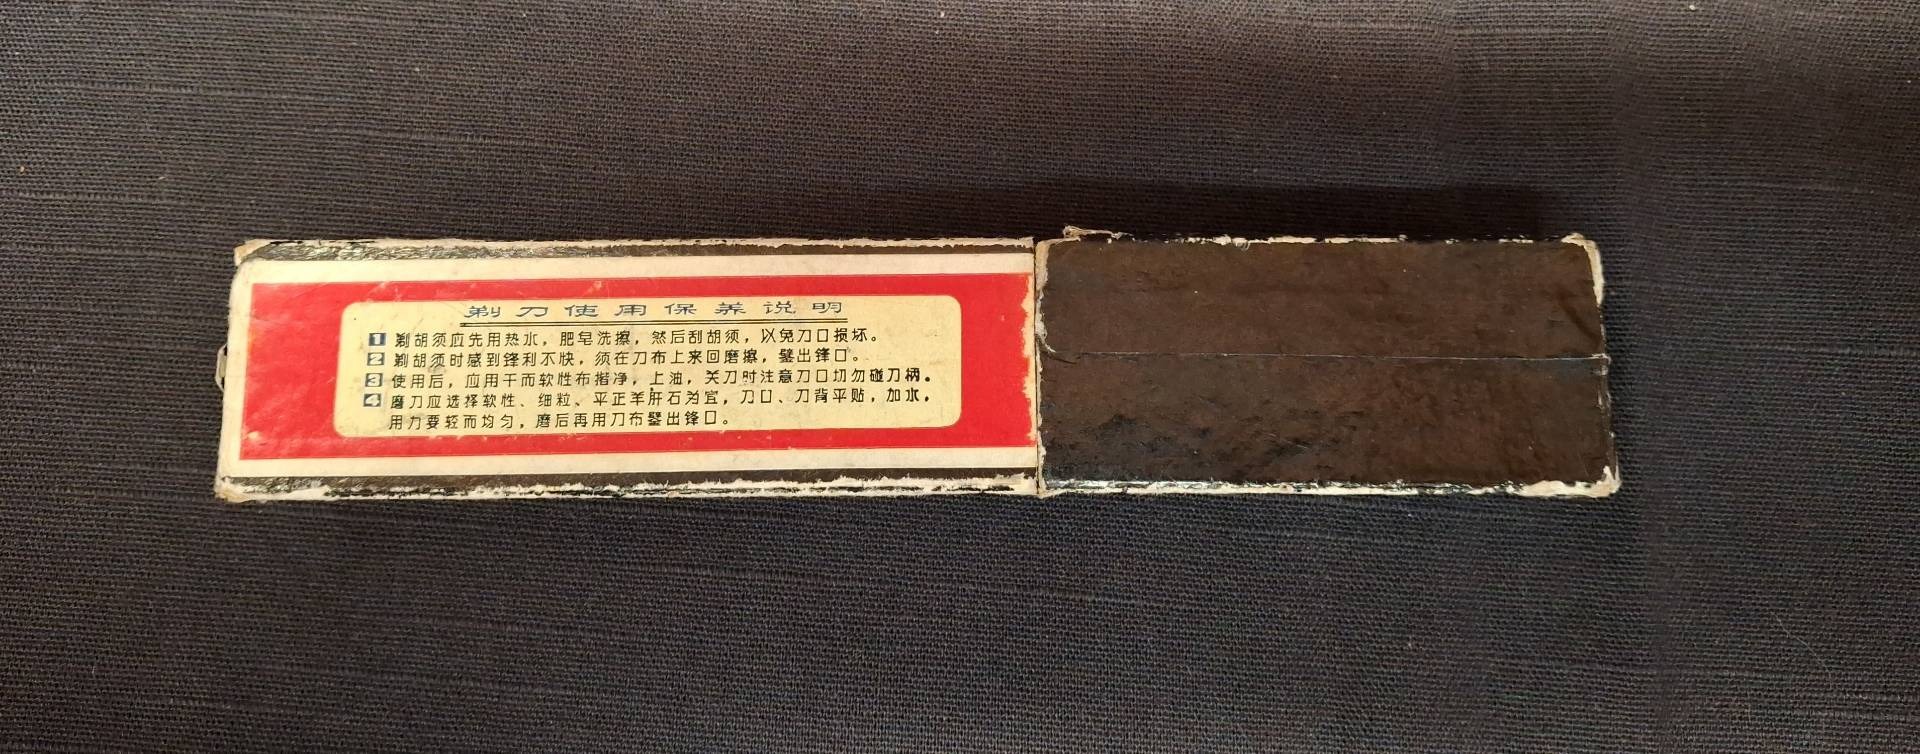 剃刀使用保养说明
1 剃胡须应先用热水，肥皂洗擦，然后刮胡须，以免刀口损坏。
2 剃胡须时感到锋利不快，须在刀布上来回磨擦，鐾出锋口。
3 使用后，应用干而软性布揩净，上油，关刀时注意刀口切勿碰刀柄。
4 磨刀应选择软性、细粒、平正羊肝石为宜，刀口、刀背平贴，加水，
用力要轻而均匀，磨后再用刀布鐾出锋口。